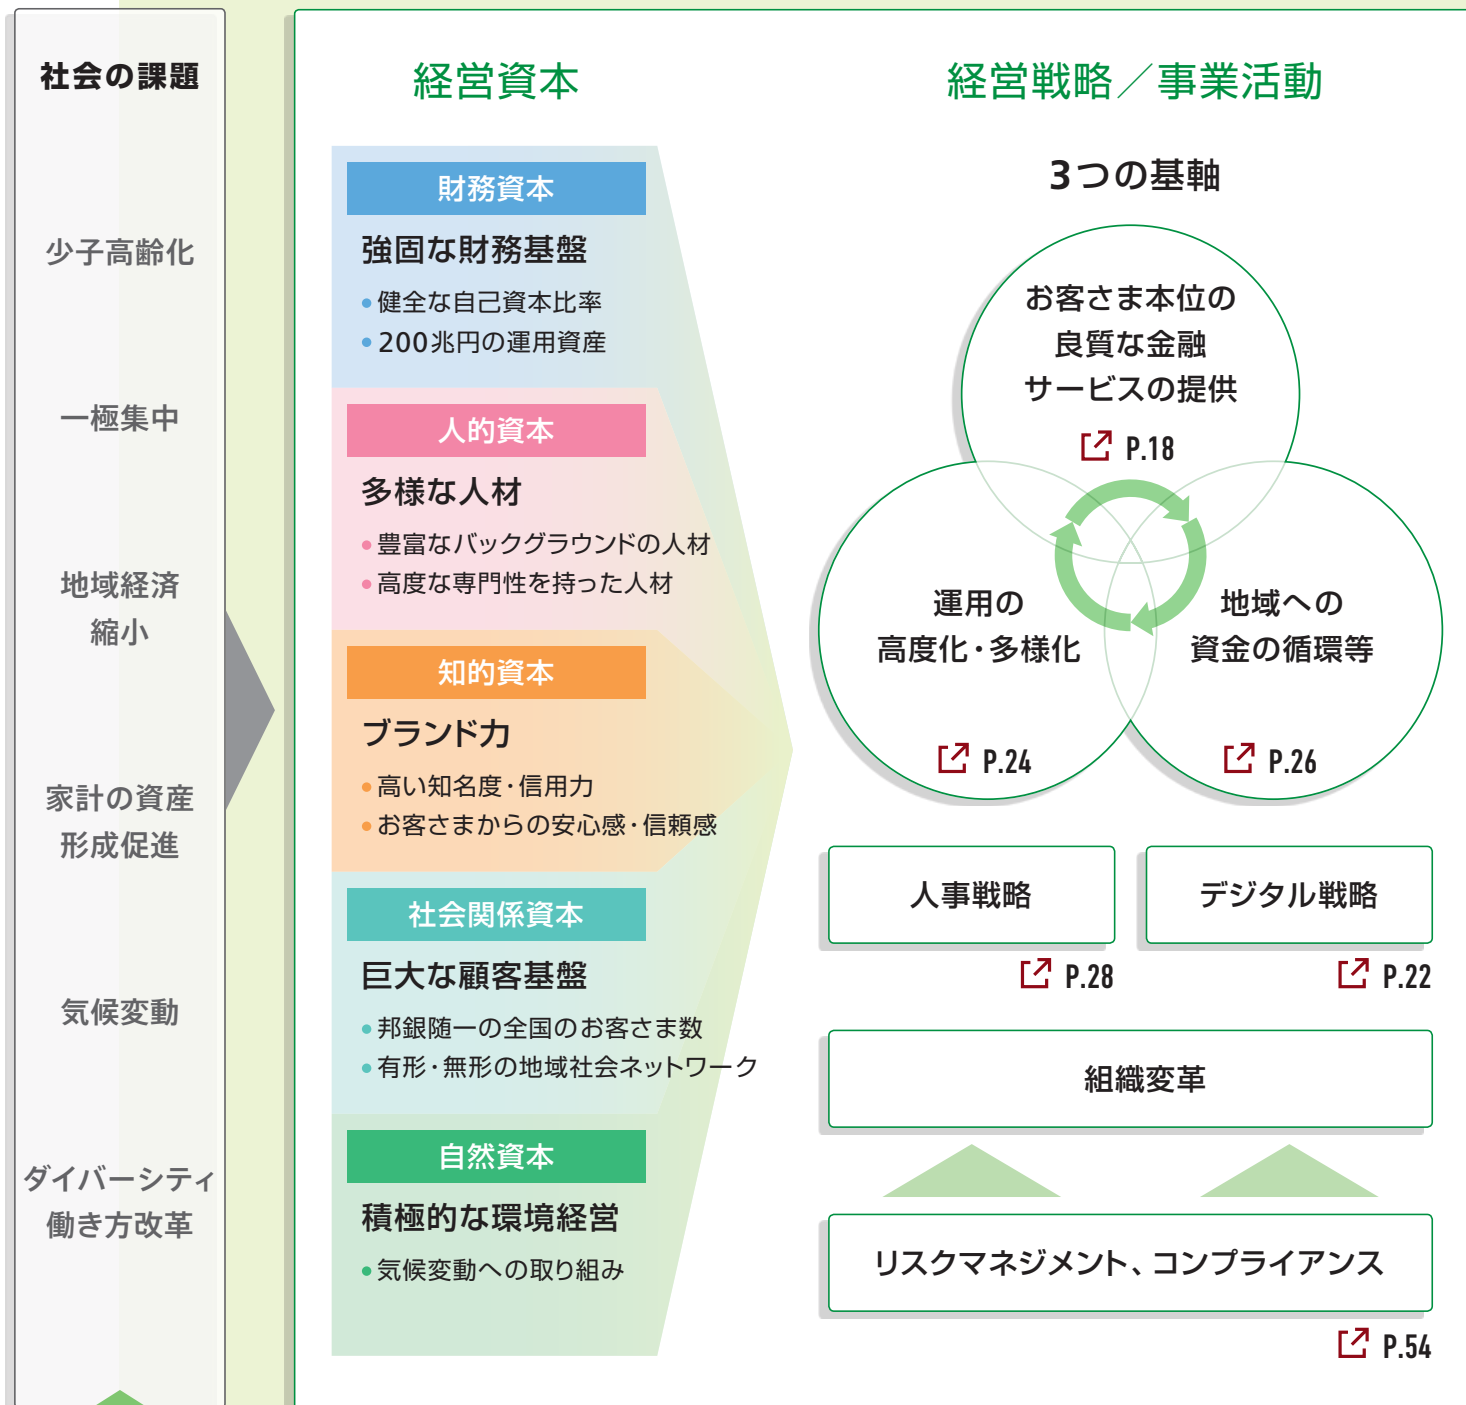 社会の課題
少子高齢化
一極集中
地域経済
縮小
家計の資産
形成促進
気候変動
ダイバーシティ
働き方改革
経営資本
財務資本
強固な財務基盤
• 健全な自己資本比率
• 200兆円の運用資産
人的資本
多様な人材
• 豊富なバックグラウンドの人材
• 高度な専門性を持った人材
知的資本
ブランド力
• 高い知名度・信用力
• お客さまからの安心感・信頼感
社会関係資本
巨大な顧客基盤
• 邦銀随一の全国のお客さま数
• 有形・無形の地域社会ネットワーク
自然資本
積極的な環境経営
• 気候変動への取り組み
経営戦略／事業活動
3つの基軸
お客さま本位の
良質な金融
サービスの提供
P.18
運用の
高度化・多様化
P.24
地域への
資金の循環等
P.26
人事戦略
P.28
デジタル戦略
P.22
組織変革
リスクマネジメント、コンプライアンス
P.54